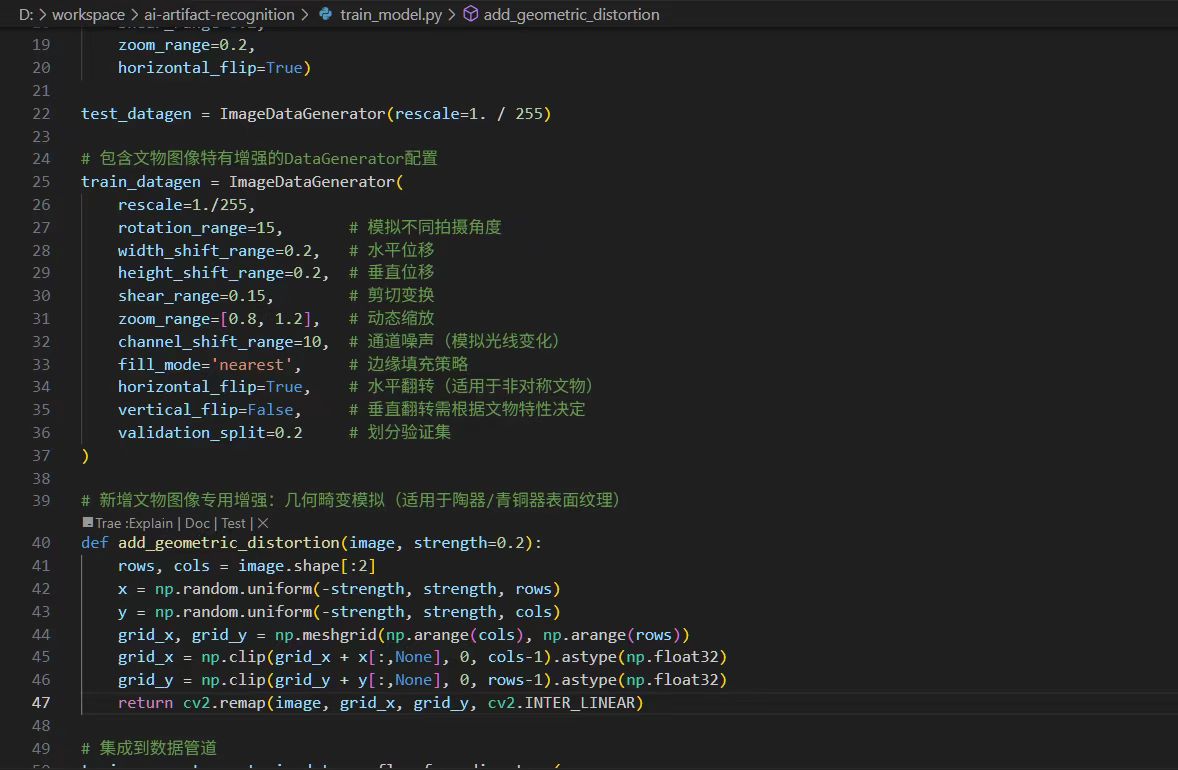 D: > workspace > ai-artifact-recognition > train_model.py > add_geometric_distortion
19 zoom_range=0.2,
20 horizontal_flip=True)
21
22 test_datagen = ImageDataGenerator(rescale=1. / 255)
23
24 # 包含文物图像特有增强的DataGenerator配置
25 train_datagen = ImageDataGenerator(
26 rescale=1./255,
27 rotation_range=15, # 模拟不同拍摄角度
28 width_shift_range=0.2, # 水平位移
29 height_shift_range=0.2, # 垂直位移
30 shear_range=0.15, # 剪切变换
31 zoom_range=[0.8, 1.2], # 动态缩放
32 channel_shift_range=10, # 通道噪声（模拟光线变化）
33 fill_mode='nearest', # 边缘填充策略
34 horizontal_flip=True, # 水平翻转（适用于非对称文物）
35 vertical_flip=False, # 垂直翻转需根据文物特性决定
36 validation_split=0.2 # 划分验证集
37 )
38
39 # 新增文物图像专用增强：几何畸变模拟（适用于陶器/青铜器表面纹理）
Trae :Explain | Doc | Test | ×
40 def add_geometric_distortion(image, strength=0.2):
41 rows, cols = image.shape[:2]
42 x = np.random.uniform(-strength, strength, rows)
43 y = np.random.uniform(-strength, strength, cols)
44 grid_x, grid_y = np.meshgrid(np.arange(cols), np.arange(rows))
45 grid_x = np.clip(grid_x + x[:,None], 0, cols-1).astype(np.float32)
46 grid_y = np.clip(grid_y + y[:,None], 0, rows-1).astype(np.float32)
47 return cv2.remap(image, grid_x, grid_y, cv2.INTER_LINEAR)
48
49 # 集成到数据管道